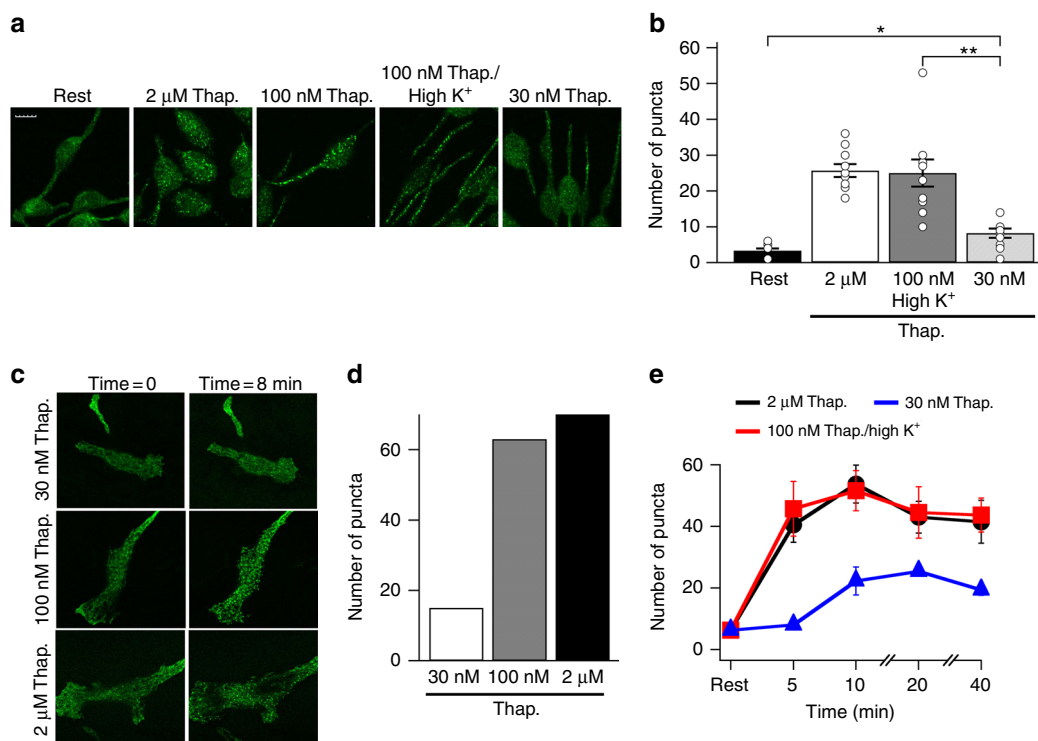 a
Rest
2 μM Thap.
100 nM Thap.
100 nM Thap./
High K⁺
30 nM Thap.
b
Number of puncta
60
50
40
30
20
10
0
*
**
Rest
2 μM
100 nM
High K⁺
30 nM
Thap.
c
Time = 0
Time = 8 min
30 nM Thap.
100 nM Thap.
2 μM Thap.
d
Number of puncta
60
40
20
0
30 nM
100 nM
2 μM
Thap.
e
2 μM Thap.
30 nM Thap.
100 nM Thap./high K⁺
Number of puncta
60
40
20
0
Rest
5
10
20
40
Time (min)